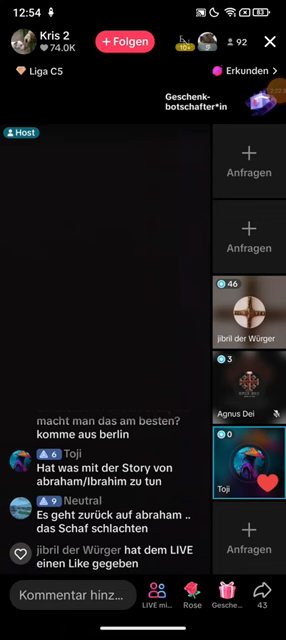 12:54
83
Kris 2
74.0K
+ Folgen
10+
92
Liga C5
Erkunden >
Geschenk-
botschafter*in
Host
Anfragen
Anfragen
46
jibril der Würger
3
Agnus Dei
0
Toji
Anfragen
macht man das am besten?
komme aus berlin
6 Toji
Hat was mit der Story von
abraham/Ibrahim zu tun
9 Neutral
Es geht zurück auf abraham ..
das Schaf schlachten
jibril der Würger hat dem LIVE
einen Like gegeben
Kommentar hinz...
LIVE mi...
Rose
Gesche...
43